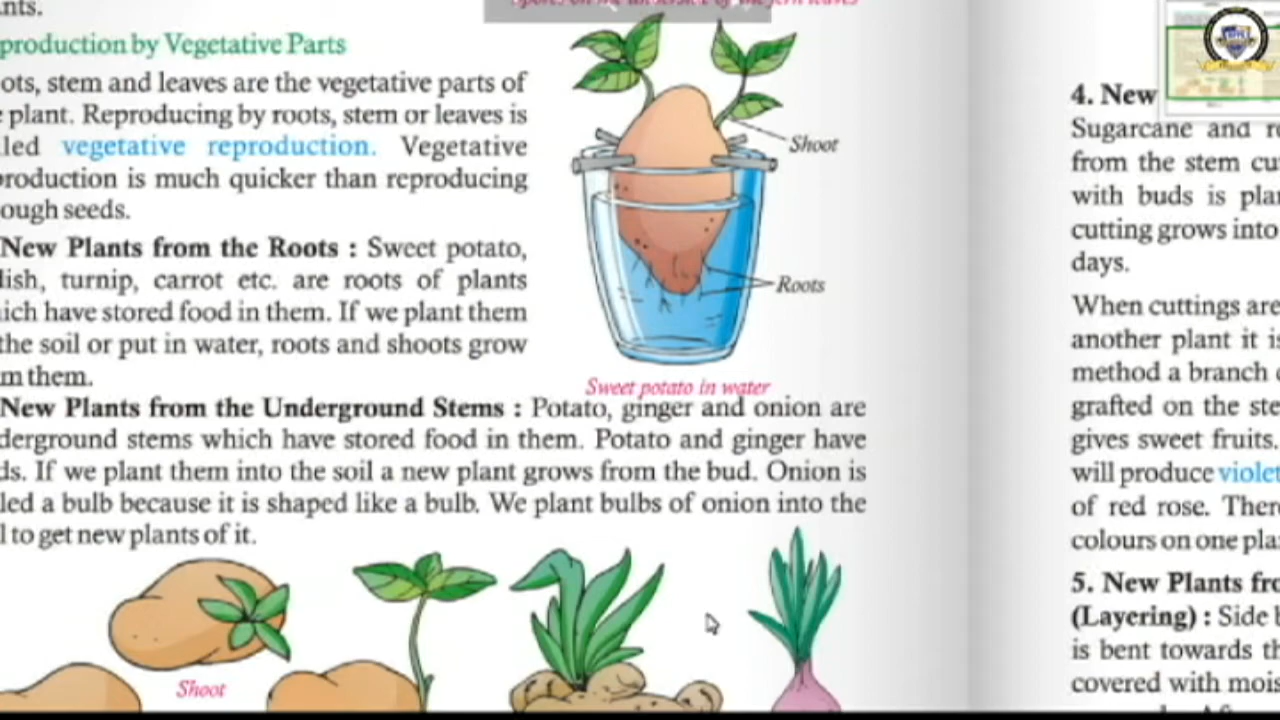 nts.
production by Vegetative Parts
ots, stem and leaves are the vegetative parts of
e plant. Reproducing by roots, stem or leaves is
led vegetative reproduction. Vegetative
production is much quicker than reproducing
ough seeds.
New Plants from the Roots : Sweet potato,
lish, turnip, carrot etc. are roots of plants
ich have stored food in them. If we plant them
the soil or put in water, roots and shoots grow
m them.
Shoot
Roots
Sweet potato in water
New Plants from the Underground Stems : Potato, ginger and onion are
derground stems which have stored food in them. Potato and ginger have
ds. If we plant them into the soil a new plant grows from the bud. Onion is
led a bulb because it is shaped like a bulb. We plant bulbs of onion into the
l to get new plants of it.
Shoot
4. New
Sugarcane and r
from the stem cu
with buds is pla
cutting grows into
days.
When cuttings are
another plant it is
method a branch
grafted on the ste
gives sweet fruits.
will produce violet
of red rose. Ther
colours on one pla
5. New Plants fro
(Layering) : Side b
is bent towards th
covered with mois